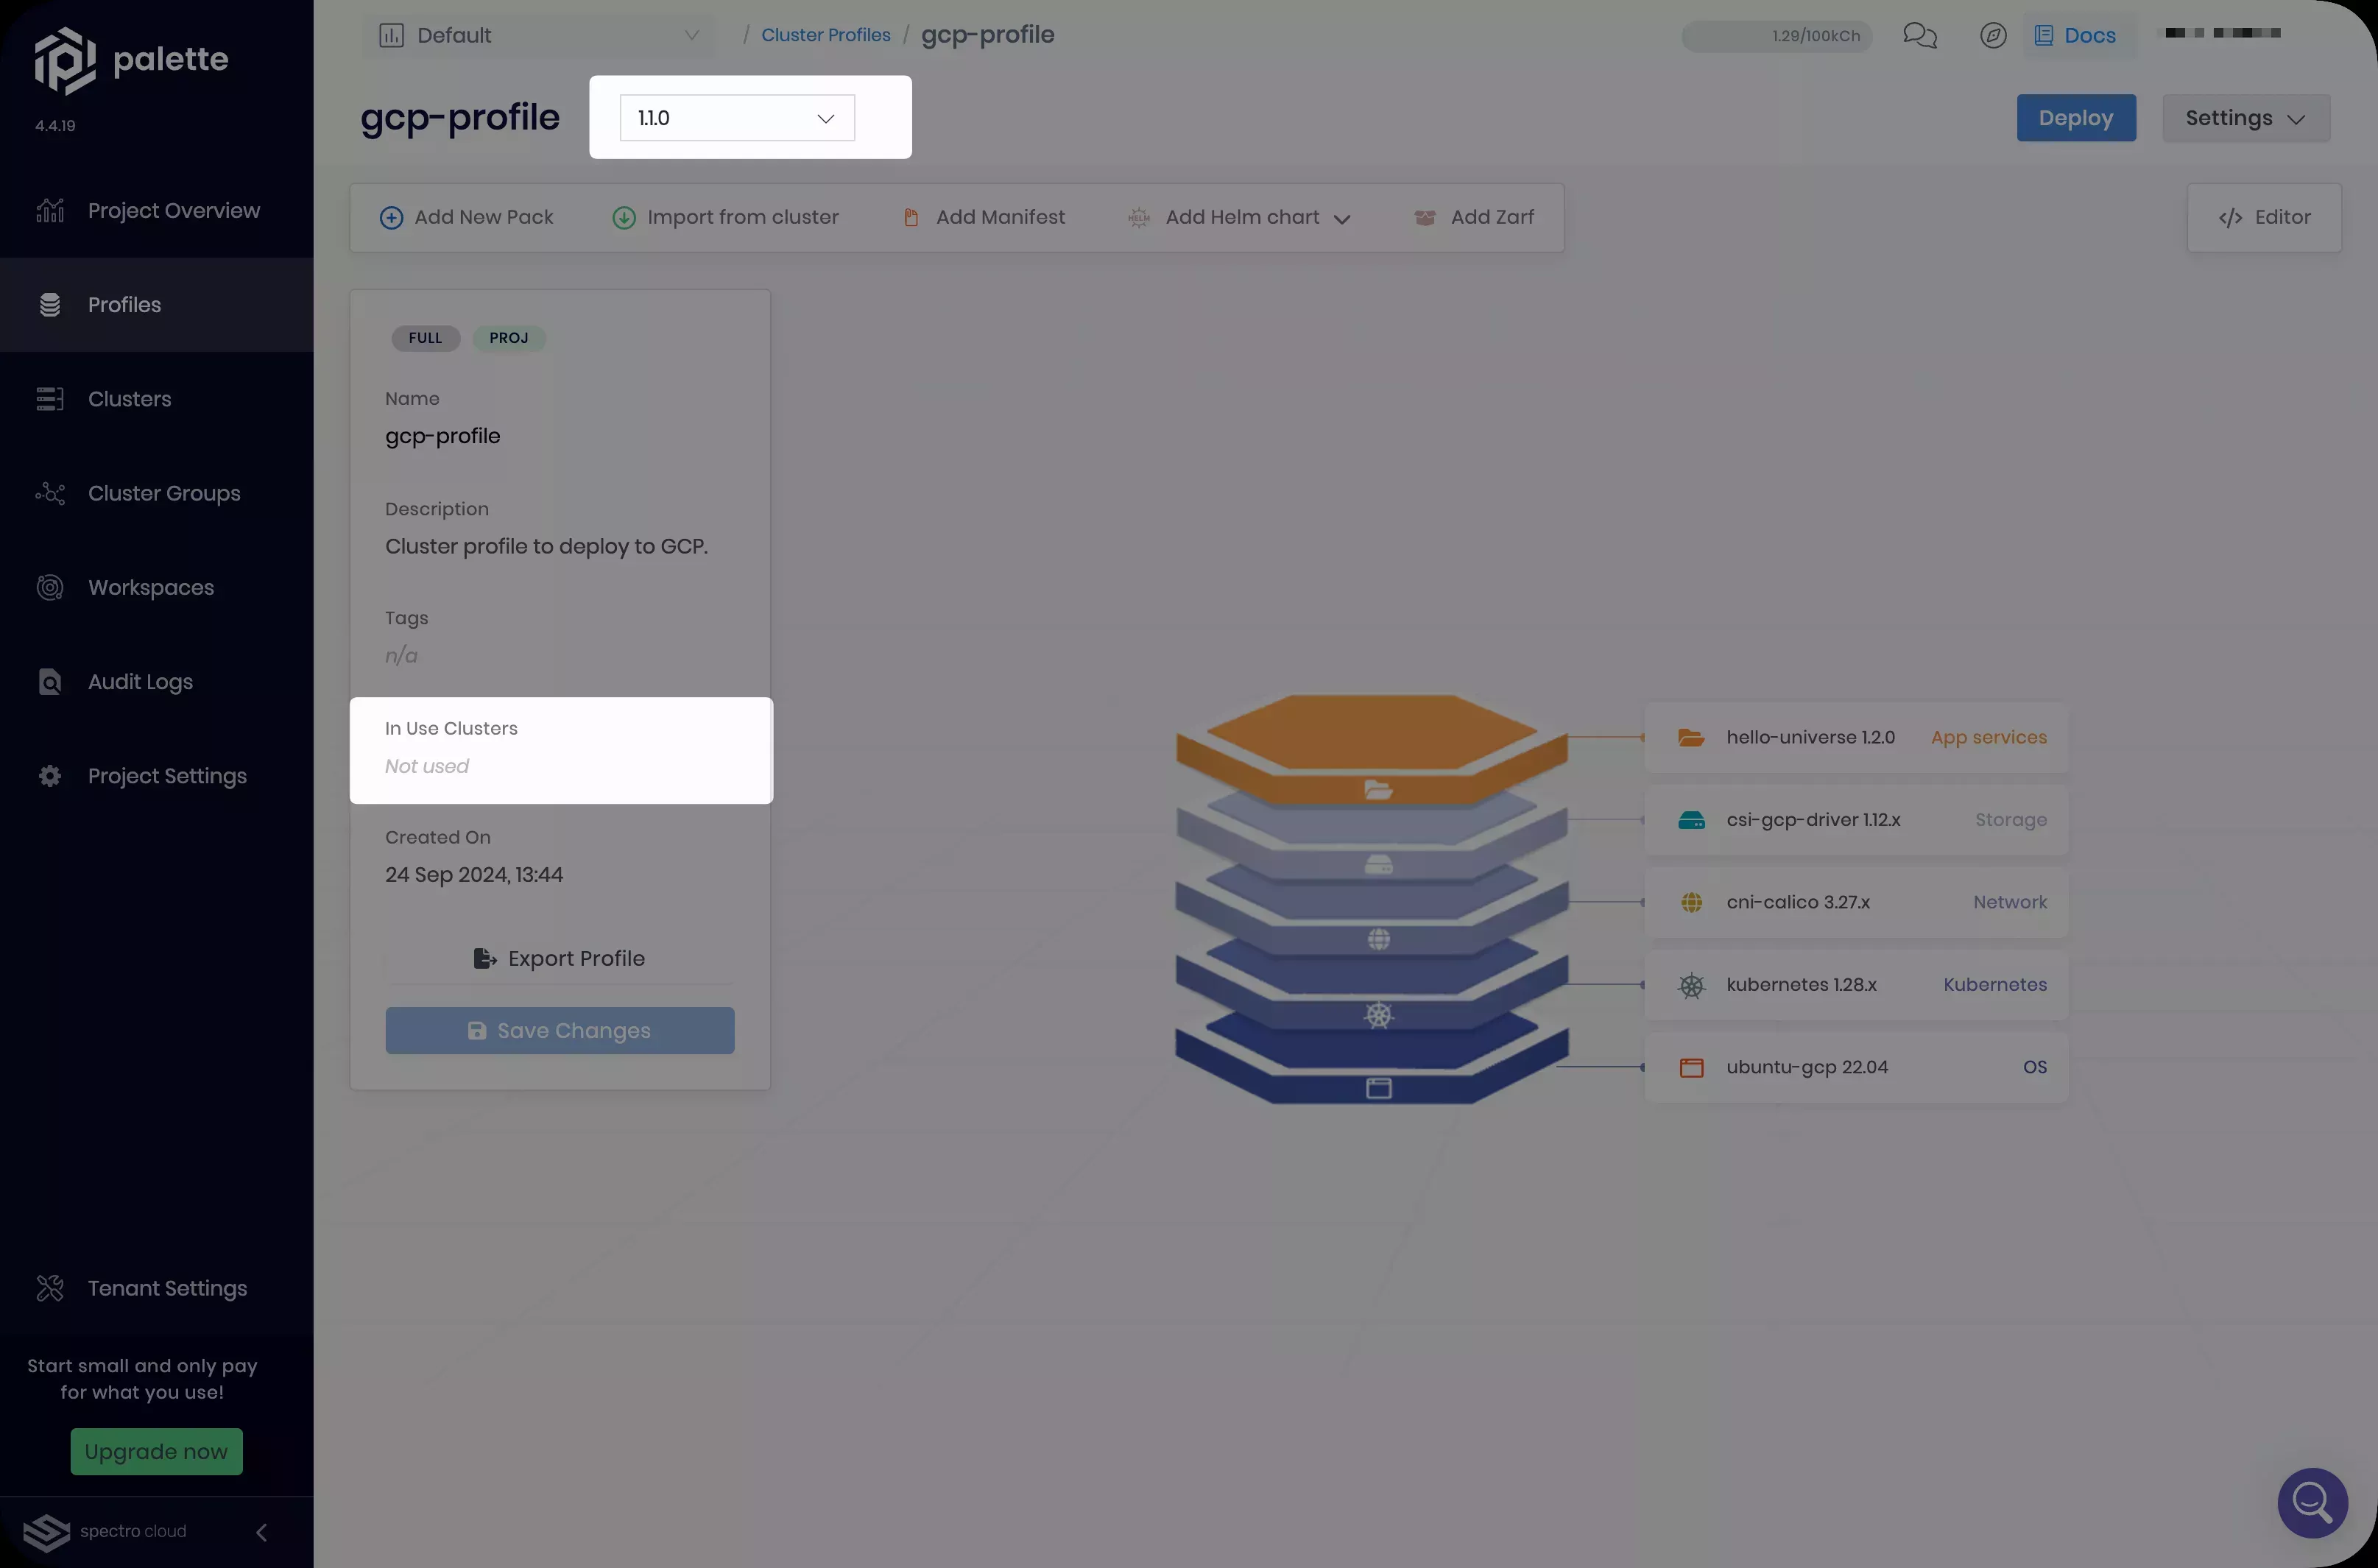 palette
4.4.19
Project Overview
Profiles
Clusters
Cluster Groups
Workspaces
Audit Logs
Project Settings
Tenant Settings
Start small and only pay
for what you use!
Upgrade now
spectro cloud
Default
/ Cluster Profiles / gcp-profile
1.29/100kCh
Docs
gcp-profile
1.1.0
Deploy
Settings
Add New Pack
Import from cluster
Add Manifest
HELM
Add Helm chart
Add Zarf
</> Editor
FULL
PROJ
Name
gcp-profile
Description
Cluster profile to deploy to GCP.
Tags
n/a
In Use Clusters
Not used
Created On
24 Sep 2024, 13:44
Export Profile
Save Changes
hello-universe 1.2.0 App services
csi-gcp-driver 1.12.x Storage
cni-calico 3.27.x Network
kubernetes 1.28.x Kubernetes
ubuntu-gcp 22.04 OS